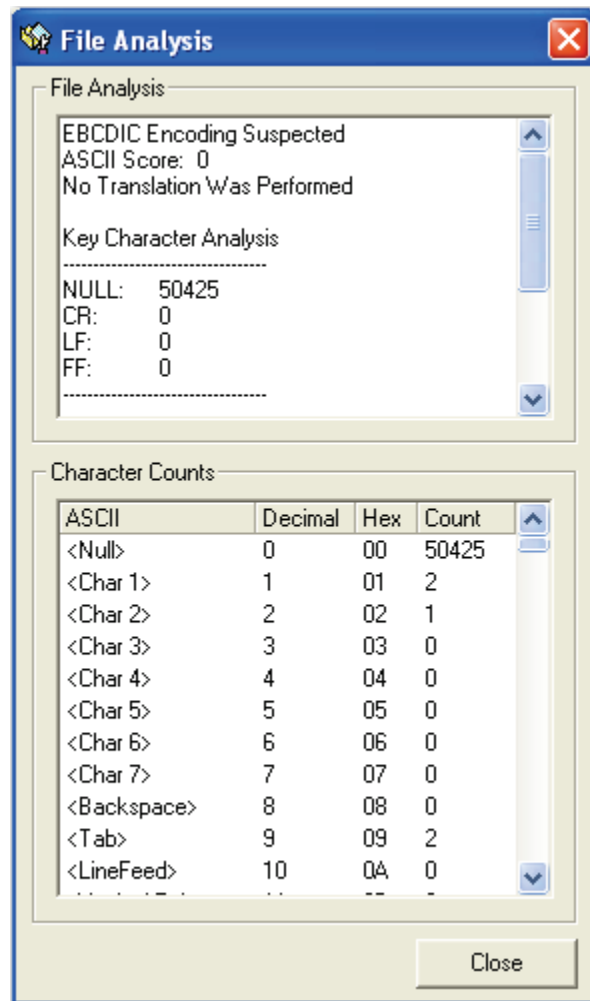 File Analysis
File Analysis
EBCDIC Encoding Suspected
ASCII Score: 0
No Translation Was Performed
Key Character Analysis
----------------------------------
NULL: 50425
CR: 0
LF: 0
FF: 0
----------------------------------
Character Counts
ASCII Decimal Hex Count
<Null> 0 00 50425
<Char 1> 1 01 2
<Char 2> 2 02 1
<Char 3> 3 03 0
<Char 4> 4 04 0
<Char 5> 5 05 0
<Char 6> 6 06 0
<Char 7> 7 07 0
<Backspace> 8 08 0
<Tab> 9 09 2
<LineFeed> 10 0A 0
Close